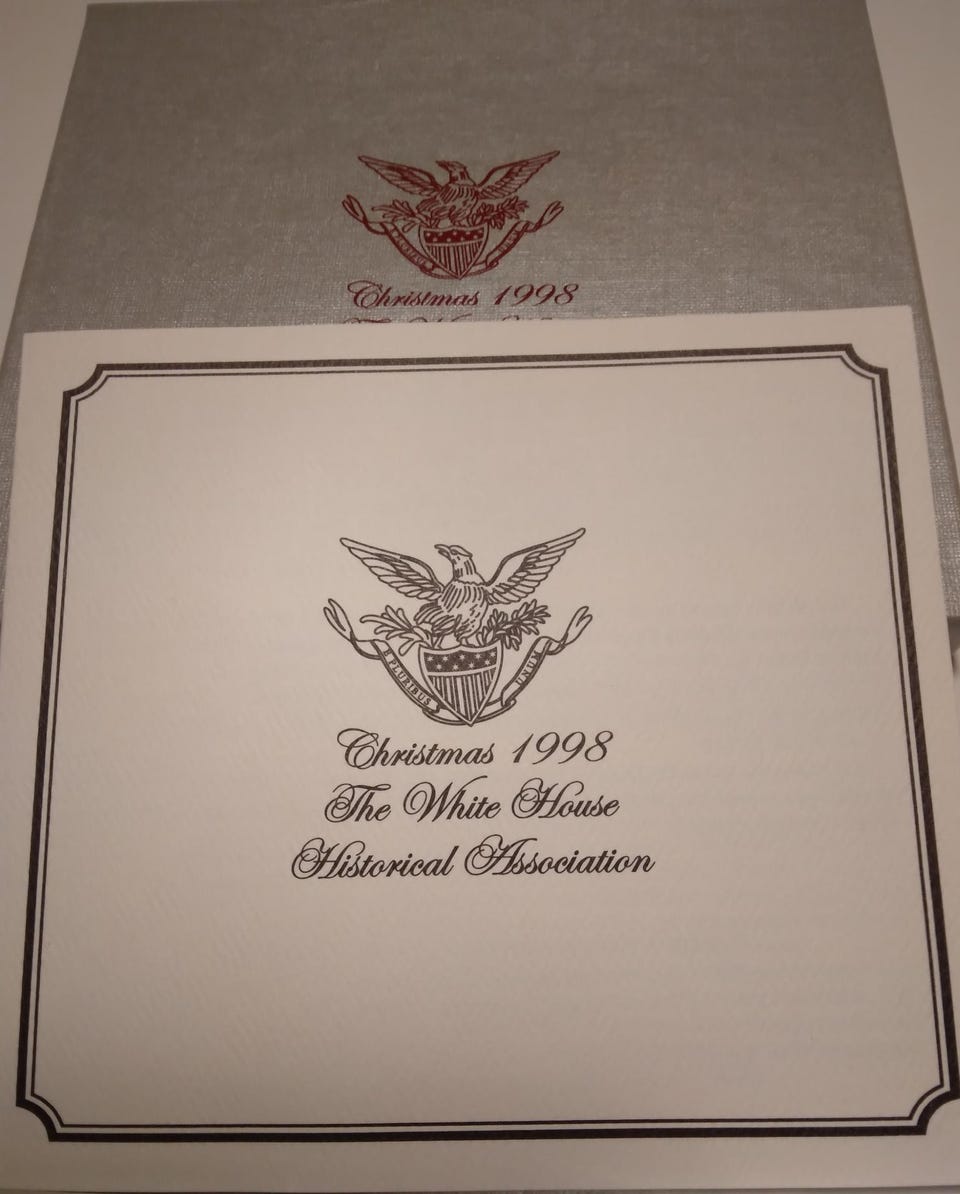 Christmas 1998
E PLURIBUS UNUM
Christmas 1998
The White House
Historical Association